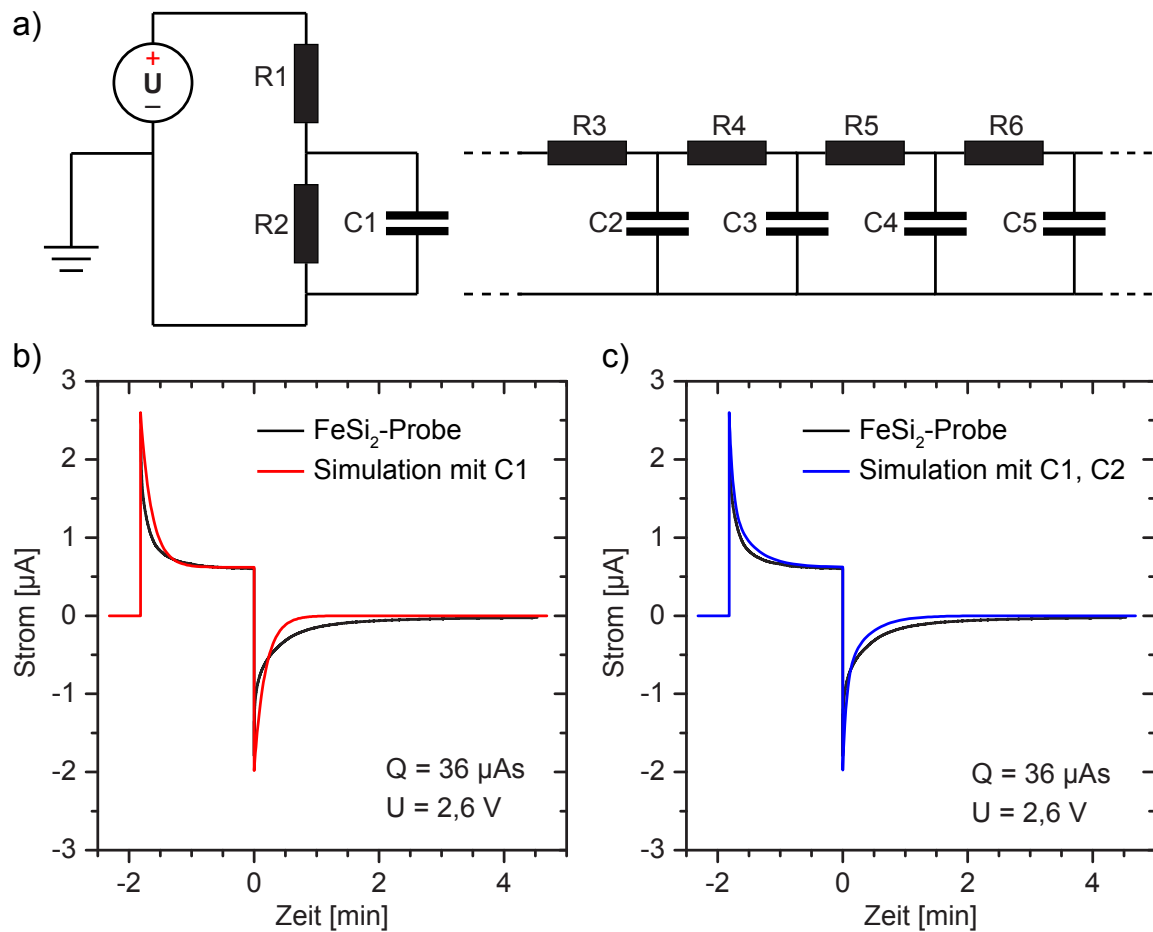 a)
+
U
−
R1
R2
C1
R3 R4 R5 R6
C2 C3 C4 C5
b)
3
2
1
0
-1
-2
-3
Strom [µA]
FeSi₂-Probe
Simulation mit C1
Q = 36 µAs
U = 2,6 V
-2 0 2 4
Zeit [min]
c)
3
2
1
0
-1
-2
-3
Strom [µA]
FeSi₂-Probe
Simulation mit C1, C2
Q = 36 µAs
U = 2,6 V
-2 0 2 4
Zeit [min]